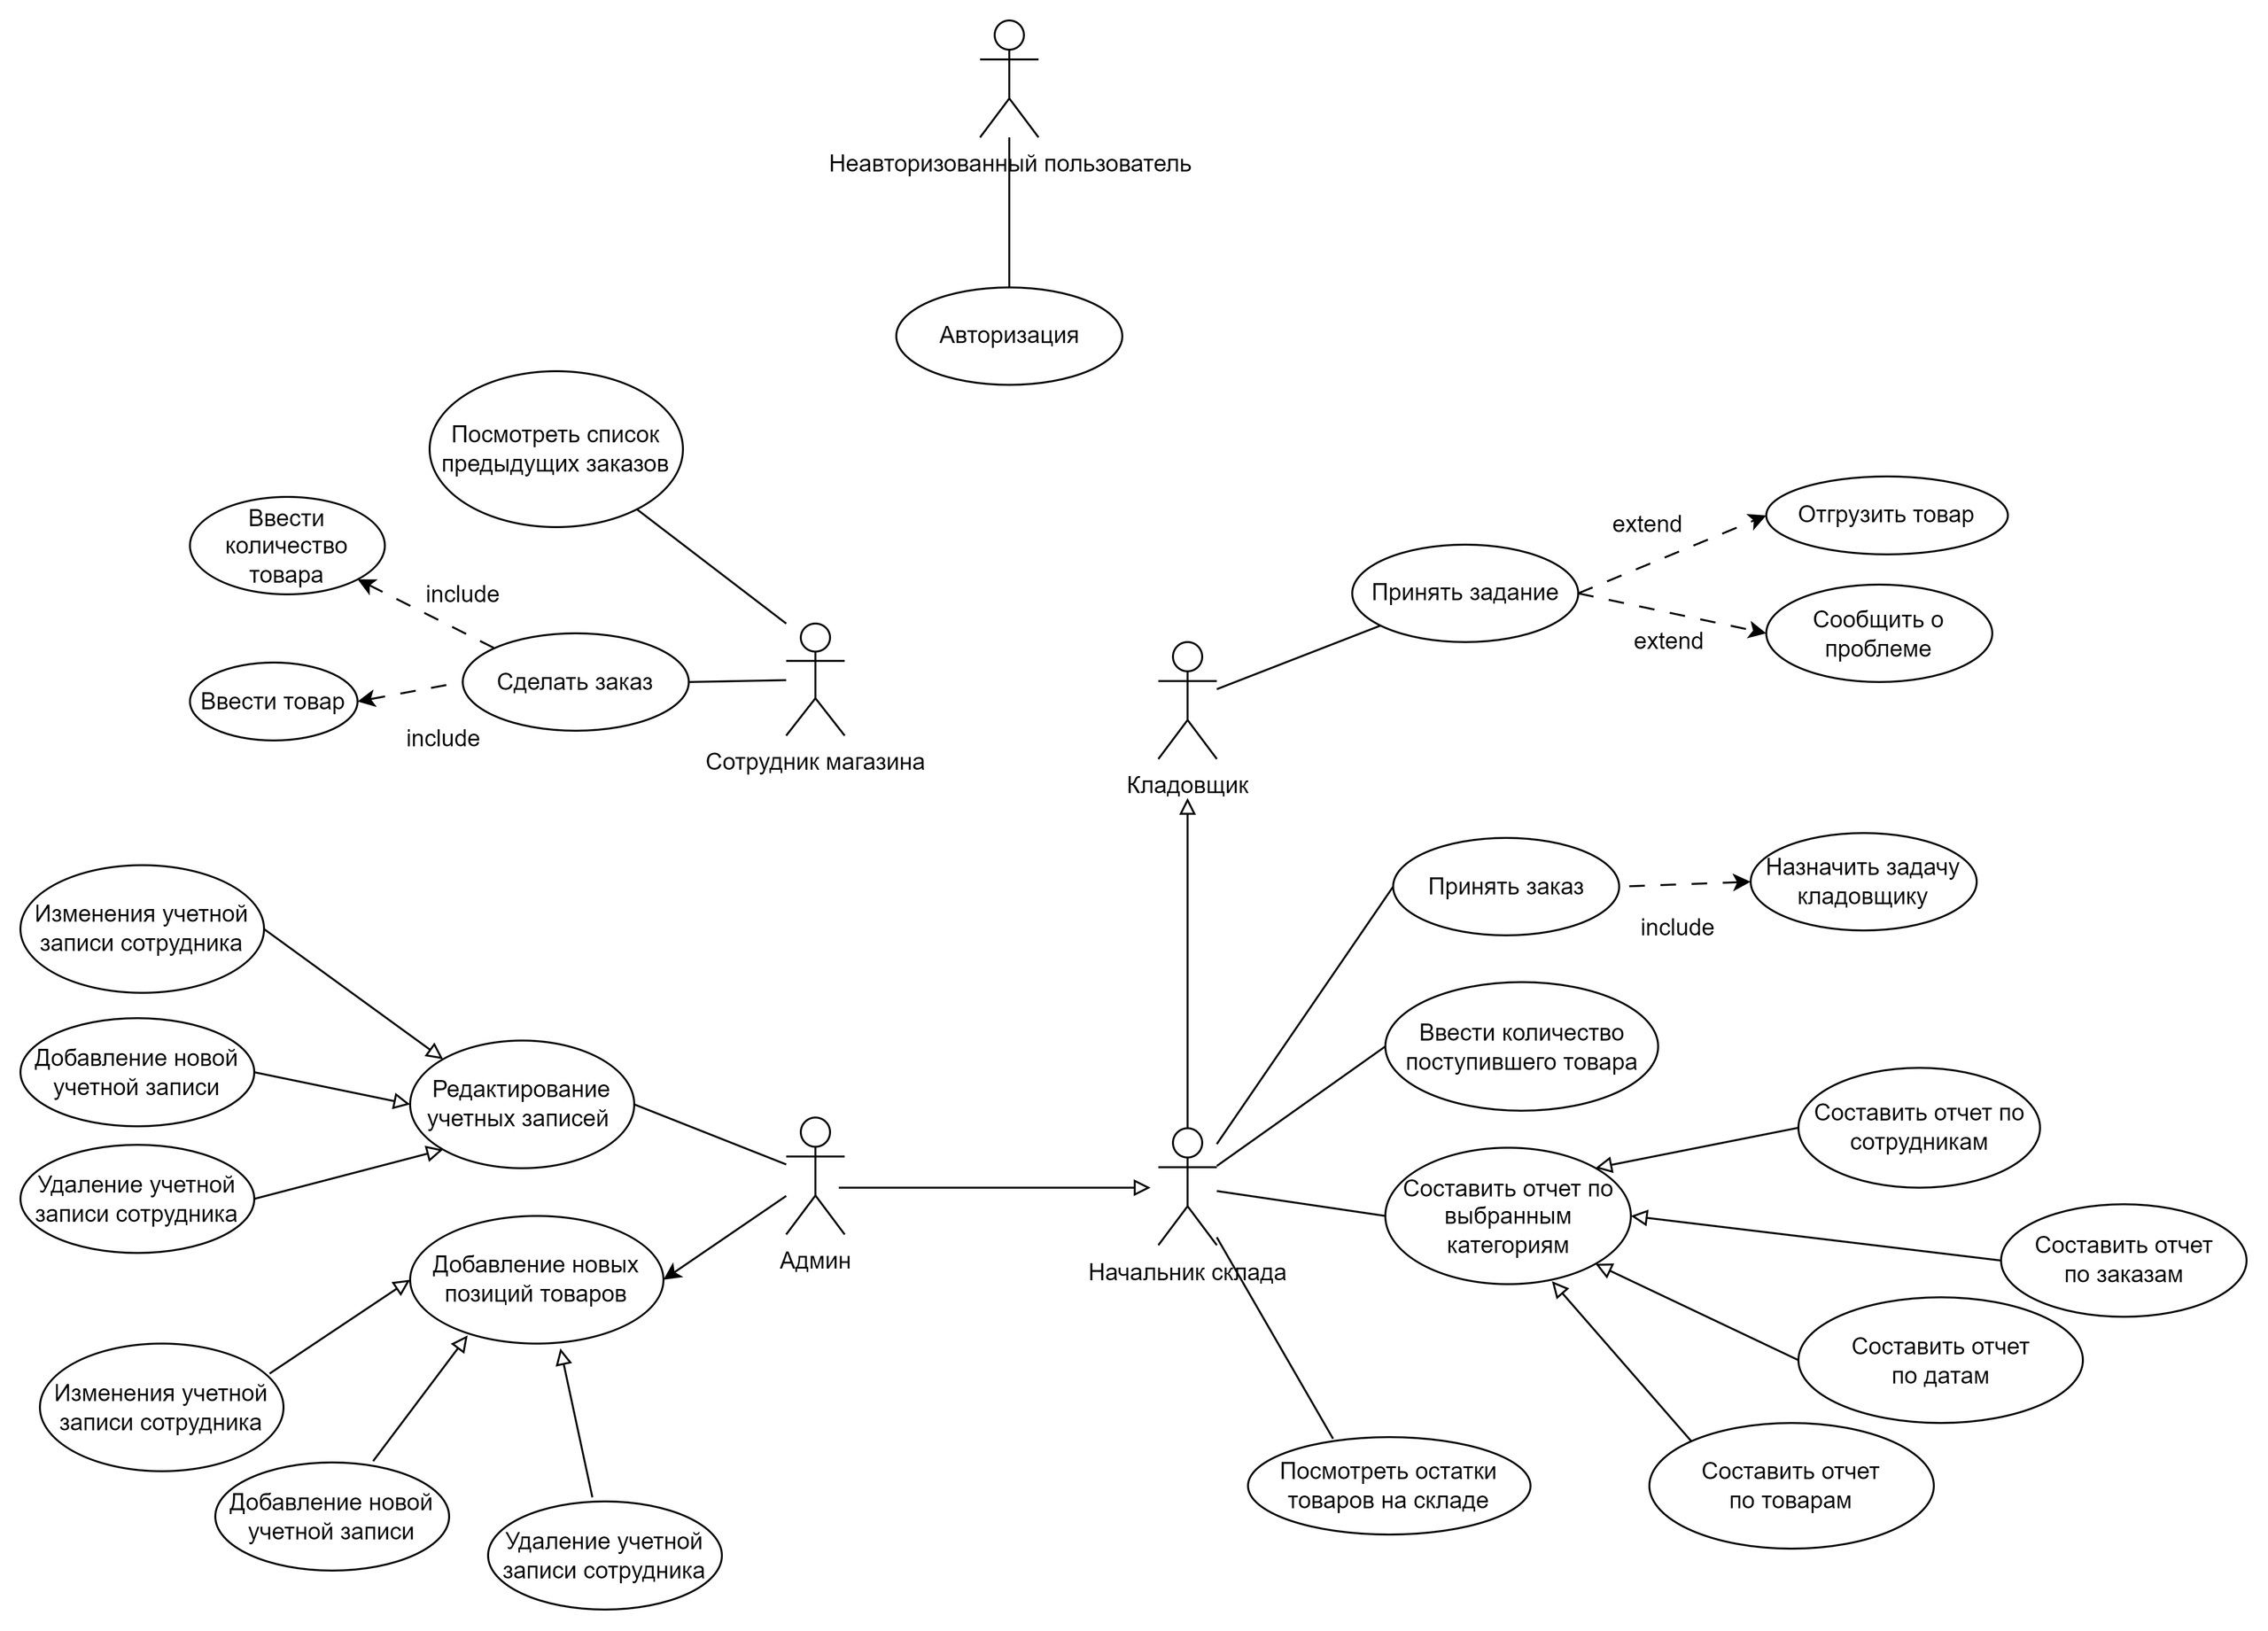 Неавторизованный пользователь
Авторизация
Посмотреть список
предыдущих заказов
Ввести
количество
товара
include
Сделать заказ
Ввести товар
include
Сотрудник магазина
Отгрузить товар
extend
Принять задание
Сообщить о
проблеме
extend
Кладовщик
Принять заказ
Назначить задачу
кладовщику
include
Изменения учетной
записи сотрудника
Добавление новой
учетной записи
Удаление учетной
записи сотрудника
Редактирование
учетных записей
Добавление новых
позиций товаров
Админ
Изменения учетной
записи сотрудника
Добавление новой
учетной записи
Удаление учетной
записи сотрудника
Ввести количество
поступившего товара
Составить отчет по
выбранным
категориям
Начальник склада
Составить отчет по
сотрудникам
Составить отчет
по заказам
Составить отчет
по датам
Составить отчет
по товарам
Посмотреть остатки
товаров на складе